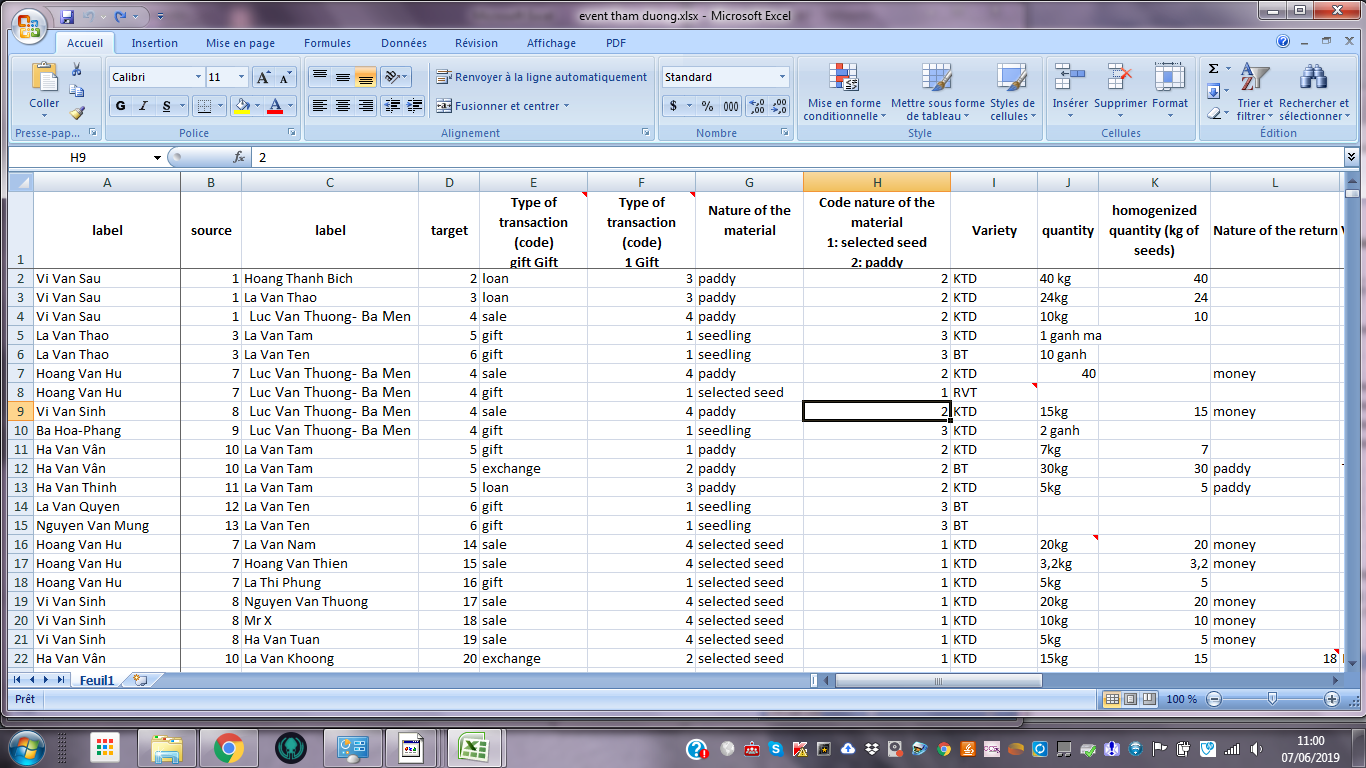 event tham duong.xlsx - Microsoft Excel
Accueil Insertion Mise en page Formules Données Révision Affichage PDF
Calibri 11 Renvoyer à la ligne automatiquement Standard
Coller G I S Fusionner et centrer $ % 000 Mise en forme conditionnelle Mettre sous forme de tableau Styles de cellules Insérer Supprimer Format Σ Trier et filtrer Rechercher et sélectionner
Presse-pap... Police Alignement Nombre Style Cellules Édition
H9 fx 2
A B C D E F G H I J K L
1 label source label target Type of transaction (code) gift Gift Type of transaction (code) 1 Gift Nature of the material Code nature of the material 1: selected seed 2: paddy Variety quantity homogenized quantity (kg of seeds) Nature of the return
2 Vi Van Sau 1 Hoang Thanh Bich 2 loan 3 paddy 2 KTD 40 kg 40
3 Vi Van Sau 1 La Van Thao 3 loan 3 paddy 2 KTD 24kg 24
4 Vi Van Sau 1 Luc Van Thuong- Ba Men 4 sale 4 paddy 2 KTD 10kg 10
5 La Van Thao 3 La Van Tam 5 gift 1 seedling 3 KTD 1 ganh ma
6 La Van Thao 3 La Van Ten 6 gift 1 seedling 3 BT 10 ganh
7 Hoang Van Hu 7 Luc Van Thuong- Ba Men 4 sale 4 paddy 2 KTD 40 money
8 Hoang Van Hu 7 Luc Van Thuong- Ba Men 4 gift 1 selected seed 1 RVT
9 Vi Van Sinh 8 Luc Van Thuong- Ba Men 4 sale 4 paddy 2 KTD 15kg 15 money
10 Ba Hoa-Phang 9 Luc Van Thuong- Ba Men 4 gift 1 seedling 3 KTD 2 ganh
11 Ha Van Vân 10 La Van Tam 5 gift 1 paddy 2 KTD 7kg 7
12 Ha Van Vân 10 La Van Tam 5 exchange 2 paddy 2 BT 30kg 30 paddy
13 Ha Van Thinh 11 La Van Tam 5 loan 3 paddy 2 KTD 5kg 5 paddy
14 La Van Quyen 12 La Van Ten 6 gift 1 seedling 3 BT
15 Nguyen Van Mung 13 La Van Ten 6 gift 1 seedling 3 BT
16 Hoang Van Hu 7 La Van Nam 14 sale 4 selected seed 1 KTD 20kg 20 money
17 Hoang Van Hu 7 Hoang Van Thien 15 sale 4 selected seed 1 KTD 3,2kg 3,2 money
18 Hoang Van Hu 7 La Thi Phung 16 gift 1 selected seed 1 KTD 5kg 5
19 Vi Van Sinh 8 Nguyen Van Thuong 17 sale 4 selected seed 1 KTD 20kg 20 money
20 Vi Van Sinh 8 Mr X 18 sale 4 selected seed 1 KTD 10kg 10 money
21 Vi Van Sinh 8 Ha Van Tuan 19 sale 4 selected seed 1 KTD 5kg 5 money
22 Ha Van Vân 10 La Van Khoong 20 exchange 2 selected seed 1 KTD 15kg 15 18
Feuil1
Prêt 100 %
11:00
07/06/2019